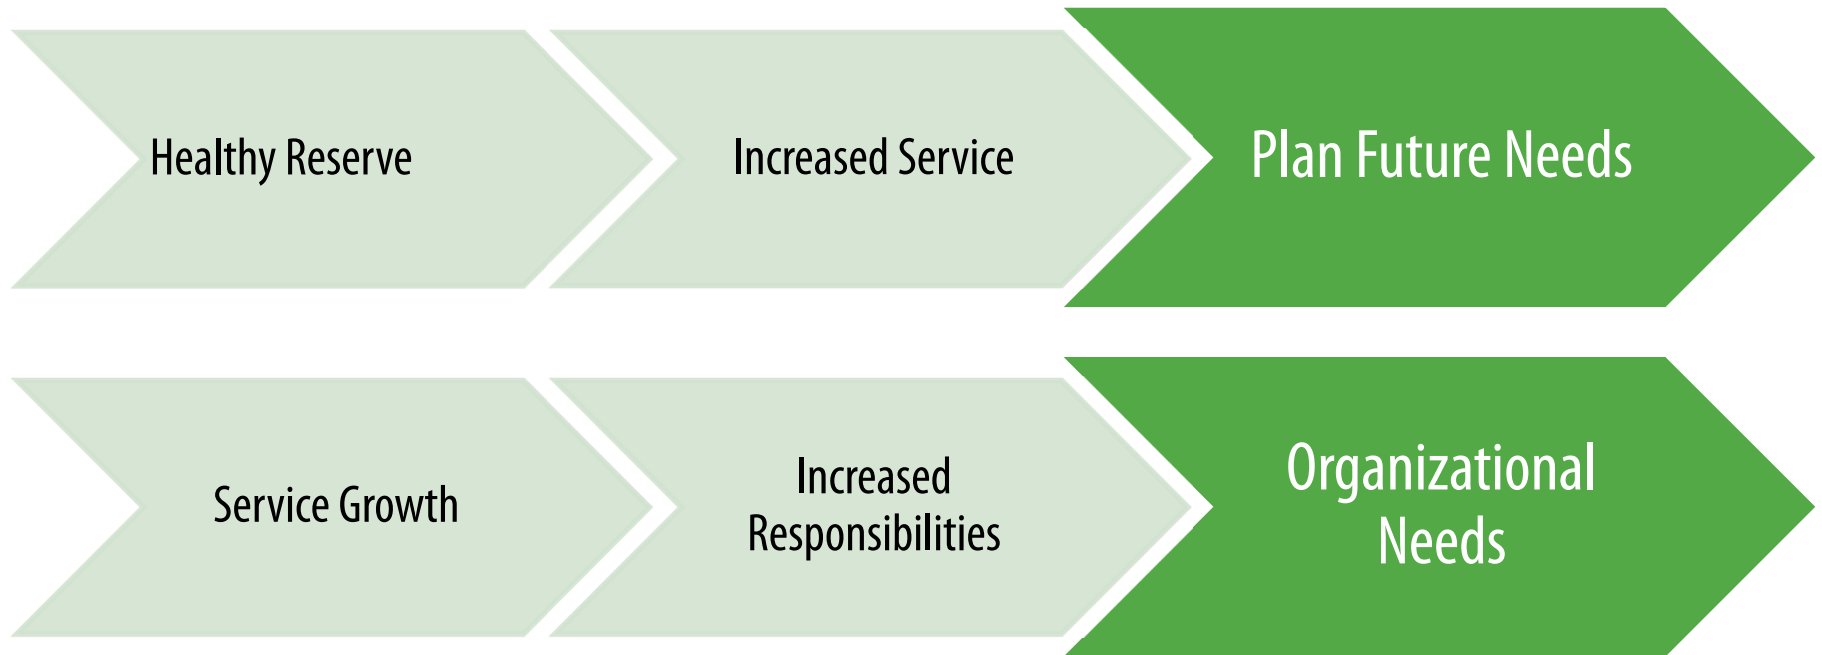 Healthy Reserve
Increased Service
Plan Future Needs
Service Growth
Increased
Responsibilities
Organizational
Needs